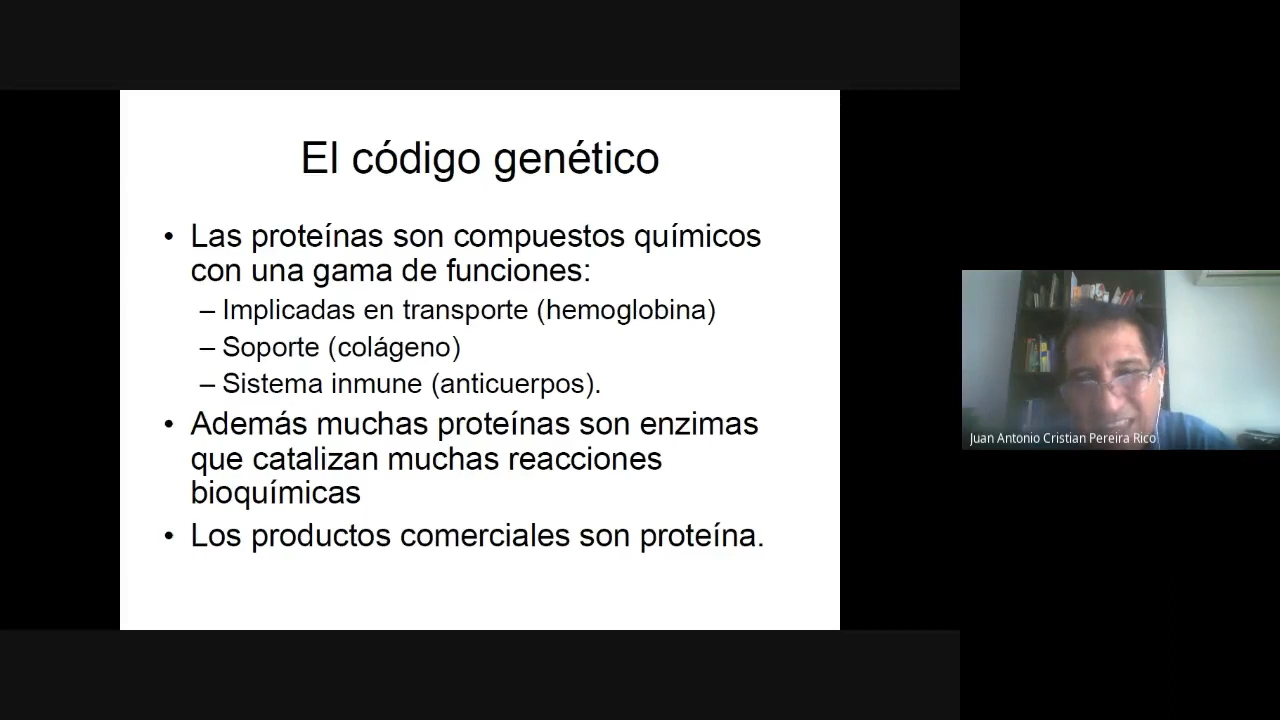 El código genético
• Las proteínas son compuestos químicos
con una gama de funciones:
– Implicadas en transporte (hemoglobina)
– Soporte (colágeno)
– Sistema inmune (anticuerpos).
• Además muchas proteínas son enzimas
que catalizan muchas reacciones
bioquímicas
• Los productos comerciales son proteína.
Juan Antonio Cristian Pereira Rico